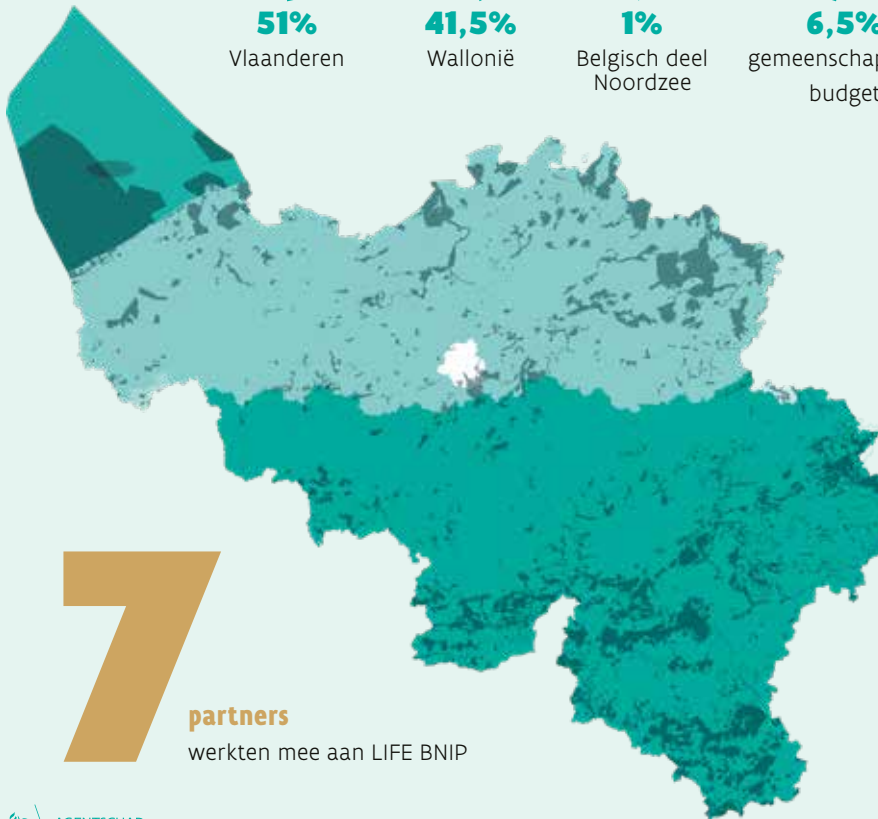 51%
Vlaanderen
41,5%
Wallonië
1%
Belgisch deel
Noordzee
6,5%
budget
7
partners
werkten mee aan LIFE BNIP